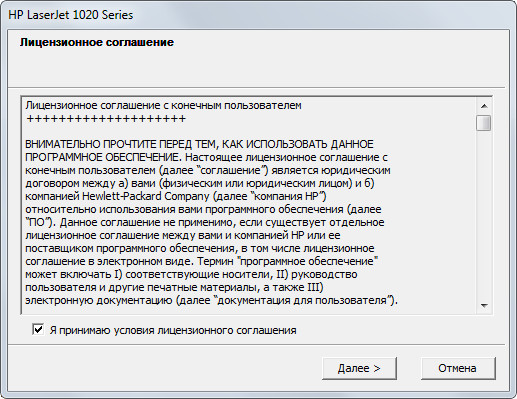 HP LaserJet 1020 Series
Лицензионное соглашение
Лицензионное соглашение с конечным пользователем
++++++++++++++++++++
ВНИМАТЕЛЬНО ПРОЧТИТЕ ПЕРЕД ТЕМ, КАК ИСПОЛЬЗОВАТЬ ДАННОЕ
ПРОГРАММНОЕ ОБЕСПЕЧЕНИЕ. Настоящее лицензионное соглашение с
конечным пользователем (далее “соглашение”) является юридическим
договором между а) вами (физическим или юридическим лицом) и б)
компанией Hewlett-Packard Company (далее “компания HP”)
относительно использования вами программного обеспечения (далее
“ПО”). Данное соглашение не применимо, если существует отдельное
лицензионное соглашение между вами и компанией HP или ее
поставщиком программного обеспечения, в том числе лицензионное
соглашение в электронном виде. Термин "программное обеспечение"
может включать I) соответствующие носители, II) руководство
пользователя и другие печатные материалы, а также III)
электронную документацию (далее “документация для пользователя”).
Я принимаю условия лицензионного соглашения
Далее >
Отмена